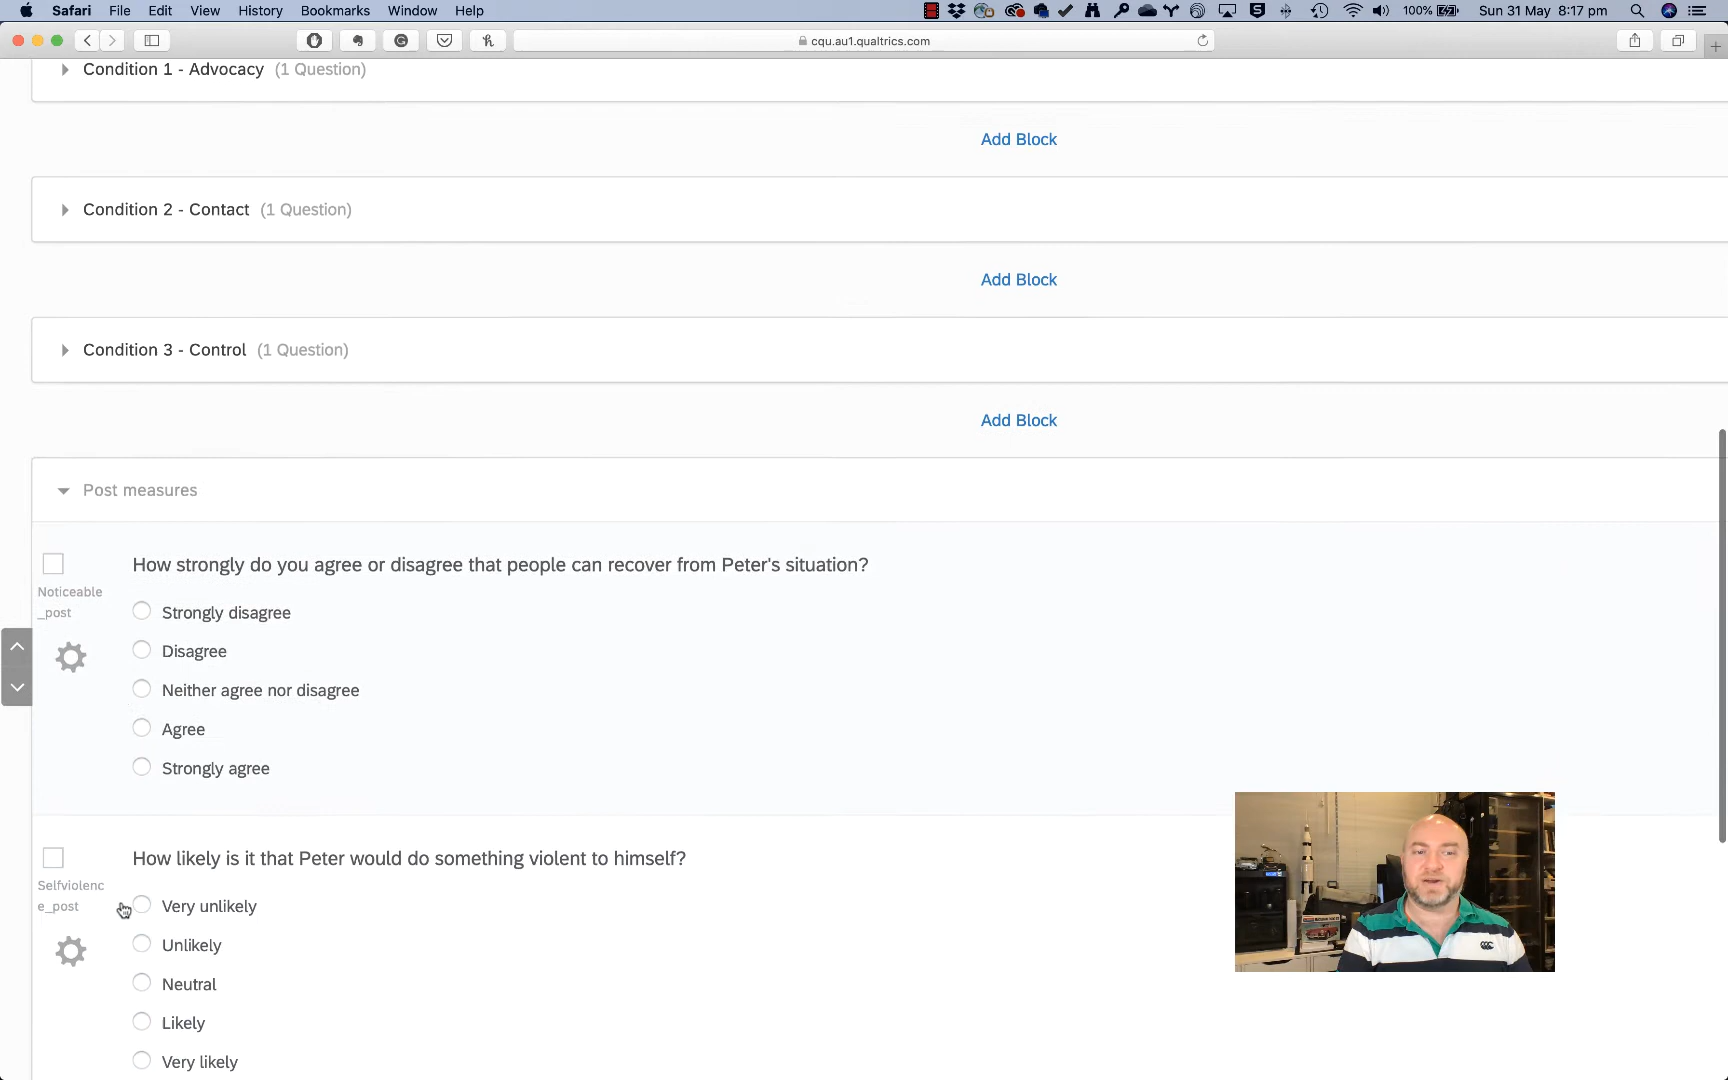 Safari File Edit View History Bookmarks Window Help 100% Sun 31 May 8:17 pm
cqu.au1.qualtrics.com
Condition 1 - Advocacy (1 Question)
Add Block
Condition 2 - Contact (1 Question)
Add Block
Condition 3 - Control (1 Question)
Add Block
Post measures
How strongly do you agree or disagree that people can recover from Peter's situation?
Noticeable
_post
Strongly disagree
Disagree
Neither agree nor disagree
Agree
Strongly agree
How likely is it that Peter would do something violent to himself?
Selfviolenc
e_post
Very unlikely
Unlikely
Neutral
Likely
Very likely